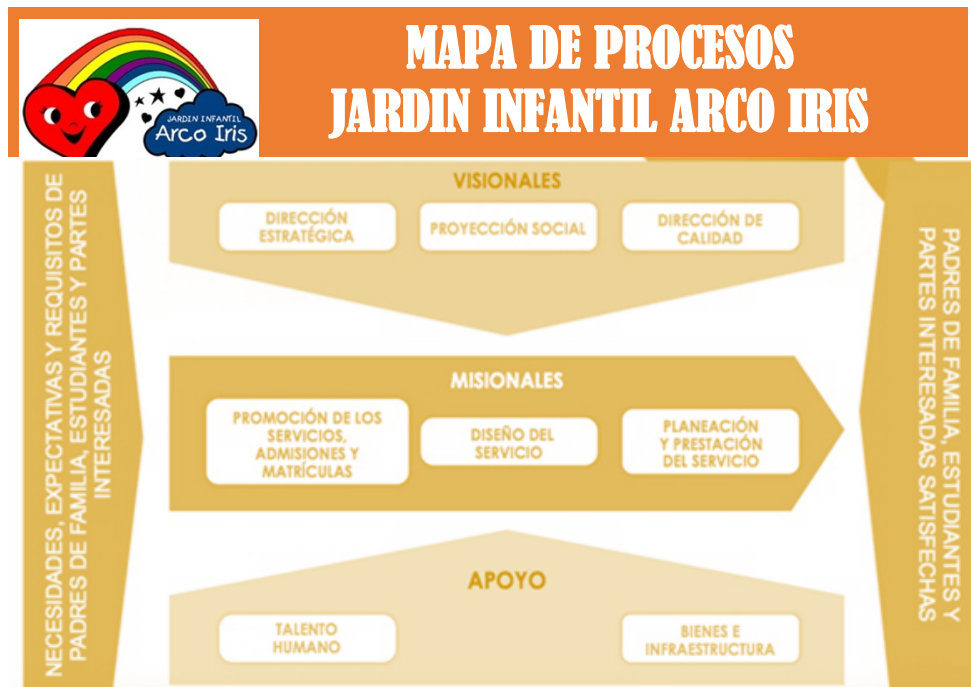 MAPA DE PROCESOS
JARDIN INFANTIL ARCO IRIS
JARDIN INFANTIL
Arco Iris
NECESIDADES, EXPECTATIVAS Y REQUISITOS DE
PADRES DE FAMILIA, ESTUDIANTES Y PARTES
INTERESADAS
VISIONALES
DIRECCIÓN
ESTRATÉGICA
PROYECCIÓN SOCIAL
DIRECCIÓN DE
CALIDAD
MISIONALES
PROMOCIÓN DE LOS
SERVICIOS,
ADMISIONES Y
MATRÍCULAS
DISEÑO DEL
SERVICIO
PLANEACIÓN
Y PRESTACIÓN
DEL SERVICIO
APOYO
TALENTO
HUMANO
BIENES E
INFRAESTRUCTURA
PADRES DE FAMILIA, ESTUDIANTES Y
PARTES INTERESADAS SATISFECHAS